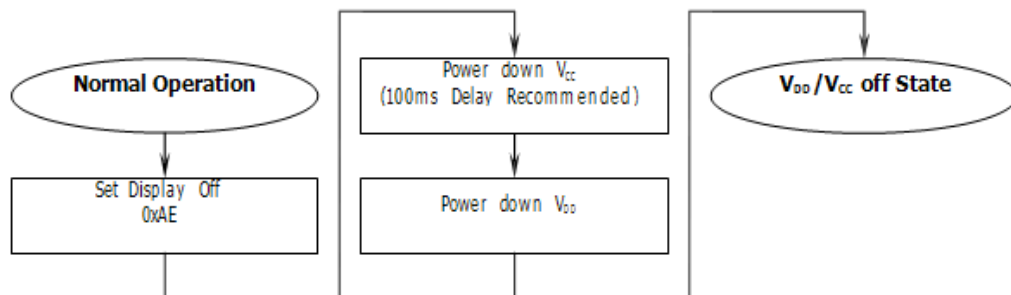 Normal Operation
Set Display Off
0xAE
Power down VCC
(100ms Delay Recommended)
Power down VDD
VDD/VCC off State